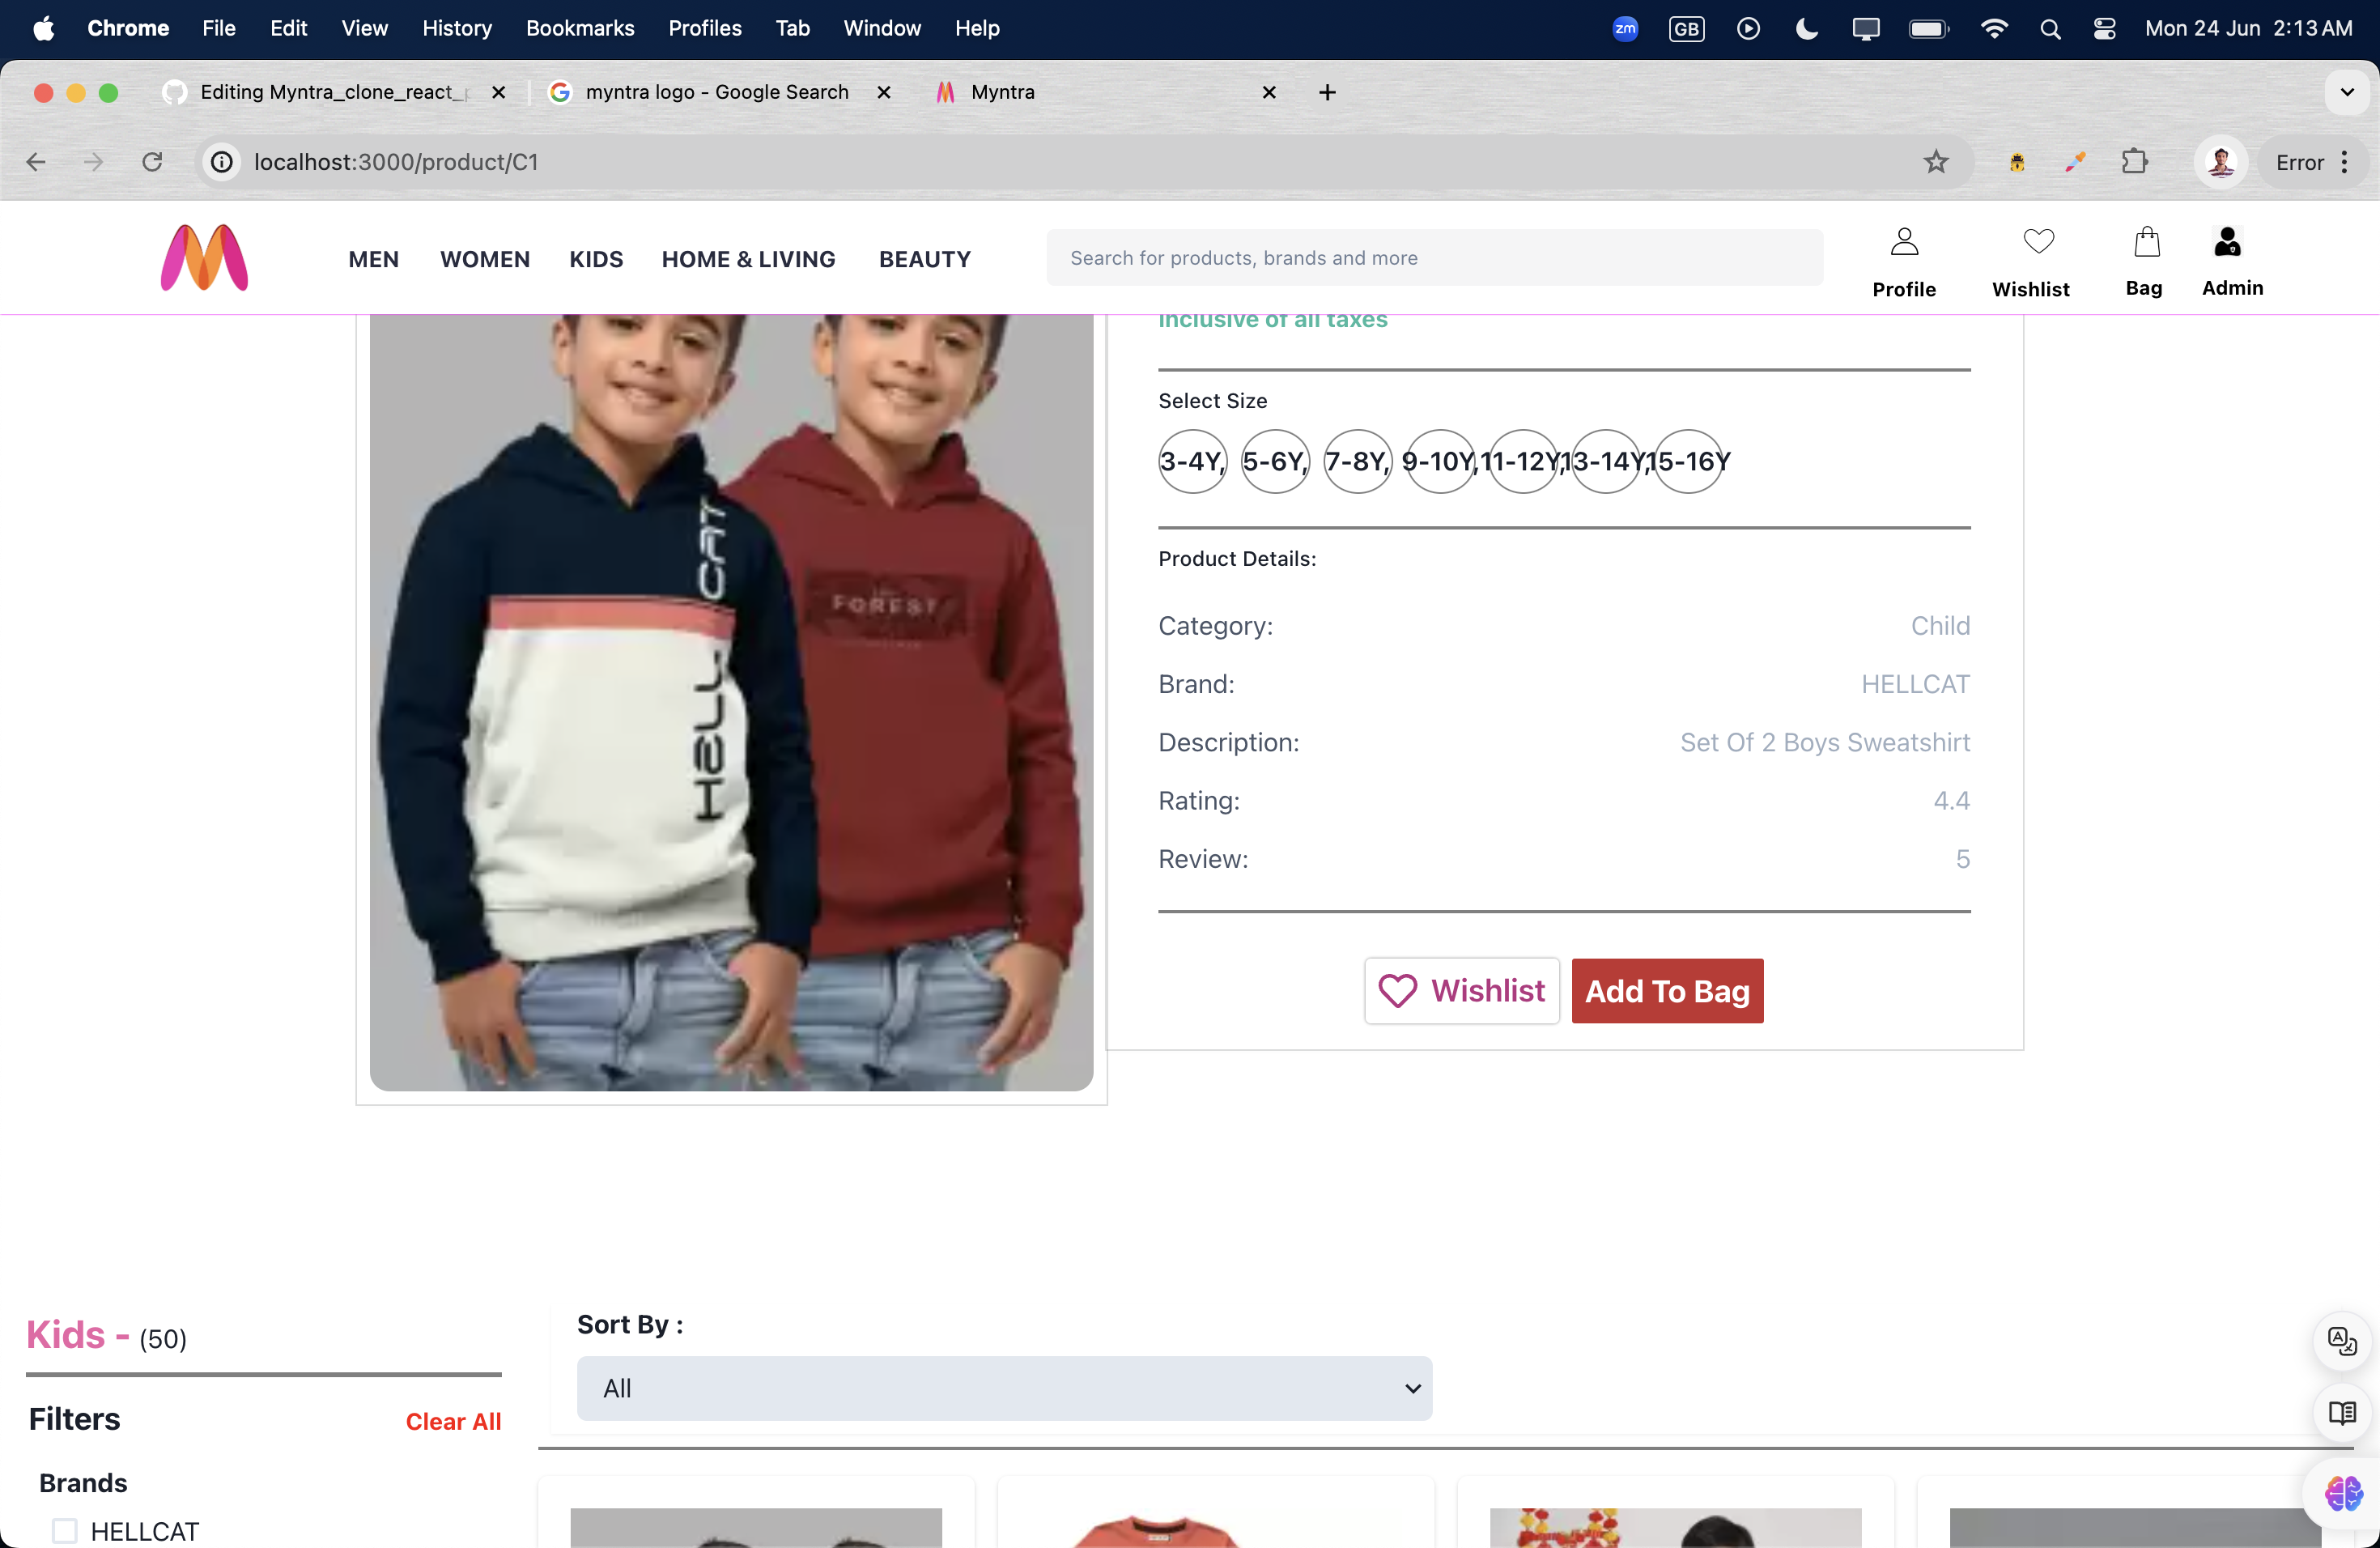 Chrome File Edit View History Bookmarks Profiles Tab Window Help zm GB Mon 24 Jun 2:13 AM
Editing Myntra_clone_react_ myntra logo - Google Search Myntra
localhost:3000/product/C1 Error
MEN WOMEN KIDS HOME & LIVING BEAUTY Search for products, brands and more Profile Wishlist Bag Admin
inclusive of all taxes
Select Size
3-4Y, 5-6Y, 7-8Y, 9-10Y, 11-12Y, 13-14Y, 15-16Y
HELL CAT
FOREST
Product Details:
Category: Child
Brand: HELLCAT
Description: Set Of 2 Boys Sweatshirt
Rating: 4.4
Review: 5
Wishlist Add To Bag
Kids - (50)
Sort By :
All
Filters Clear All
Brands
HELLCAT